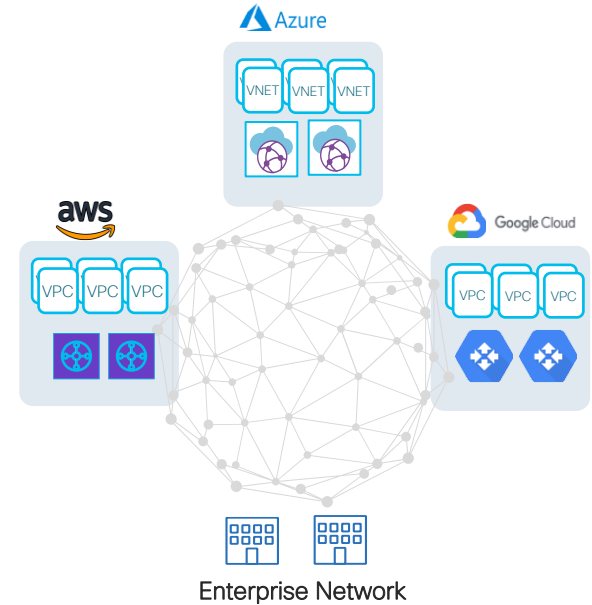 Azure
VNET VNET VNET
aws
VPC VPC VPC
Google Cloud
VPC VPC VPC
Enterprise Network